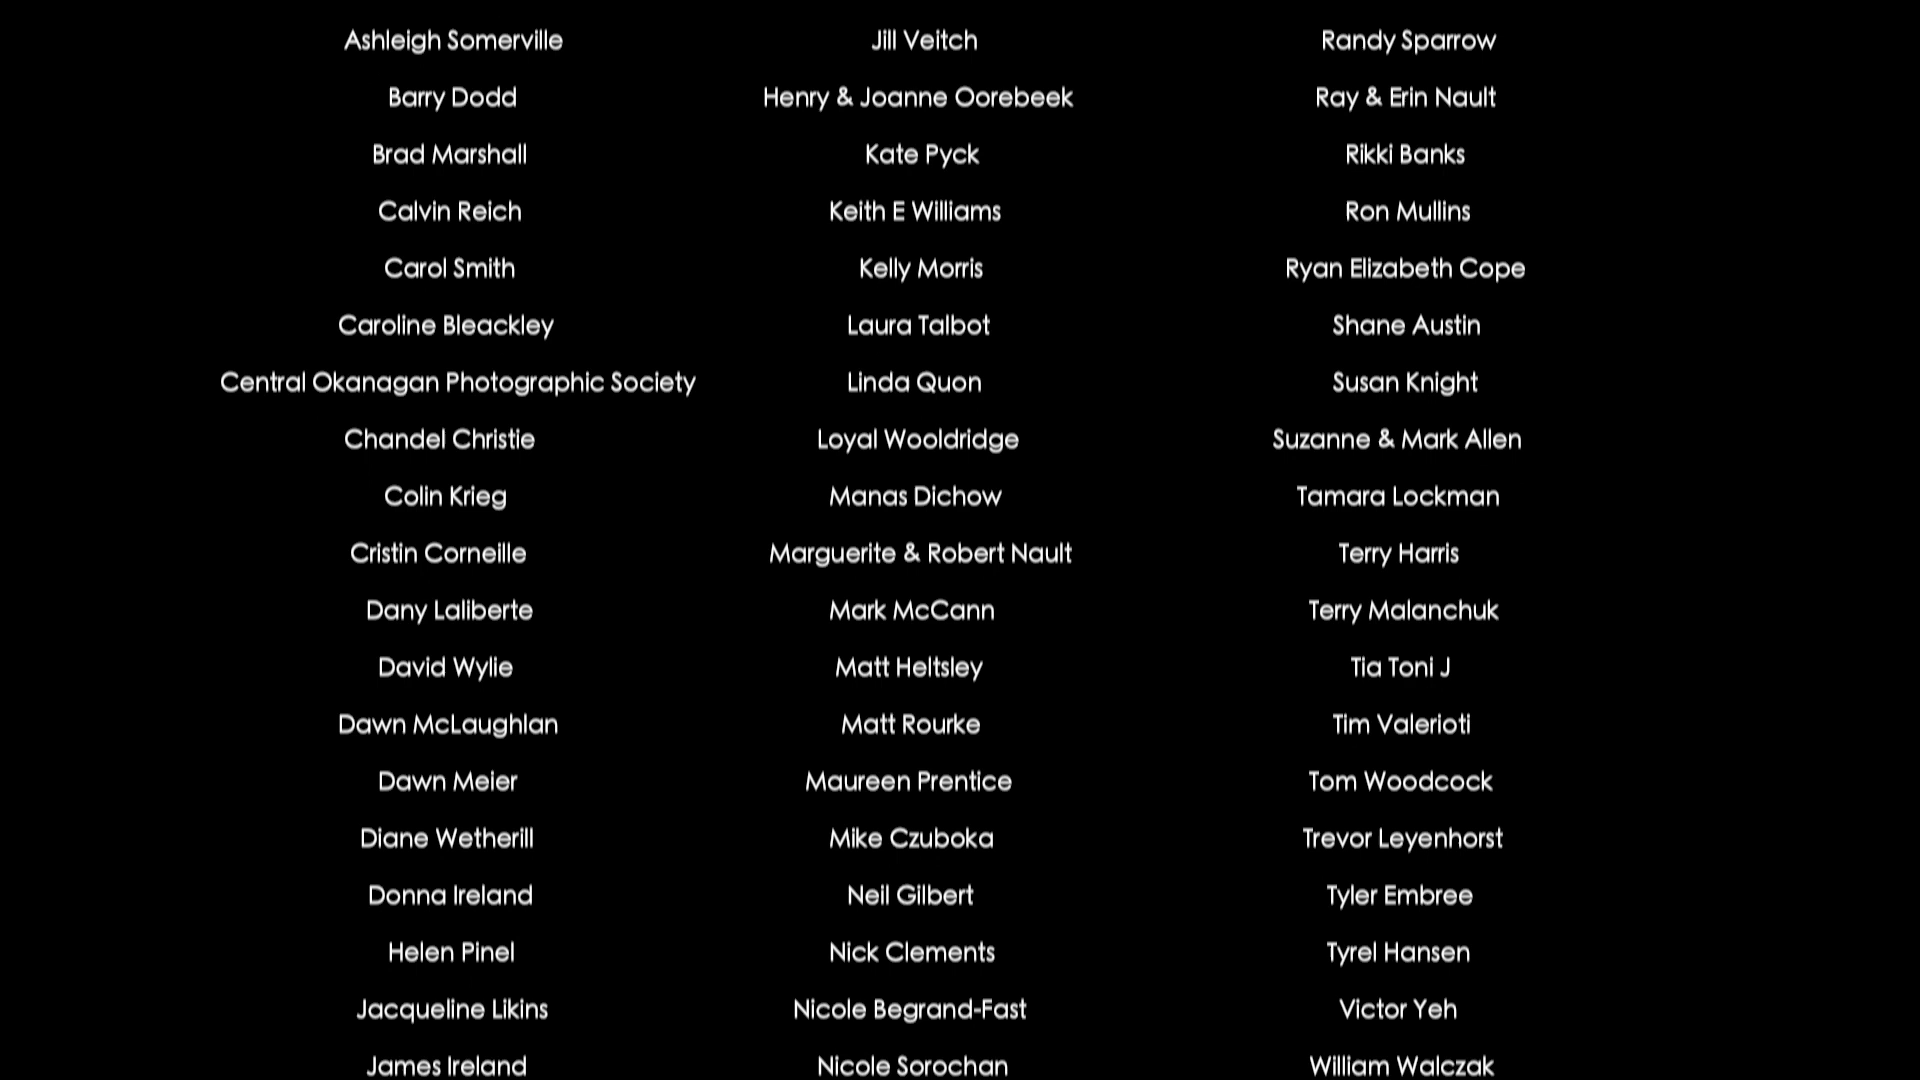 Ashleigh Somerville
Barry Dodd
Brad Marshall
Calvin Reich
Carol Smith
Caroline Bleackley
Central Okanagan Photographic Society
Chandel Christie
Colin Krieg
Cristin Corneille
Dany Laliberte
David Wylie
Dawn McLaughlan
Dawn Meier
Diane Wetherill
Donna Ireland
Helen Pinel
Jacqueline Likins
James Ireland
Jill Veitch
Henry & Joanne Oorebeek
Kate Pyck
Keith E Williams
Kelly Morris
Laura Talbot
Linda Quon
Loyal Wooldridge
Manas Dichow
Marguerite & Robert Nault
Mark McCann
Matt Heltsley
Matt Rourke
Maureen Prentice
Mike Czuboka
Neil Gilbert
Nick Clements
Nicole Begrand-Fast
Nicole Sorochan
Randy Sparrow
Ray & Erin Nault
Rikki Banks
Ron Mullins
Ryan Elizabeth Cope
Shane Austin
Susan Knight
Suzanne & Mark Allen
Tamara Lockman
Terry Harris
Terry Malanchuk
Tia Toni J
Tim Valerioti
Tom Woodcock
Trevor Leyenhorst
Tyler Embree
Tyrel Hansen
Victor Yeh
William Walczak